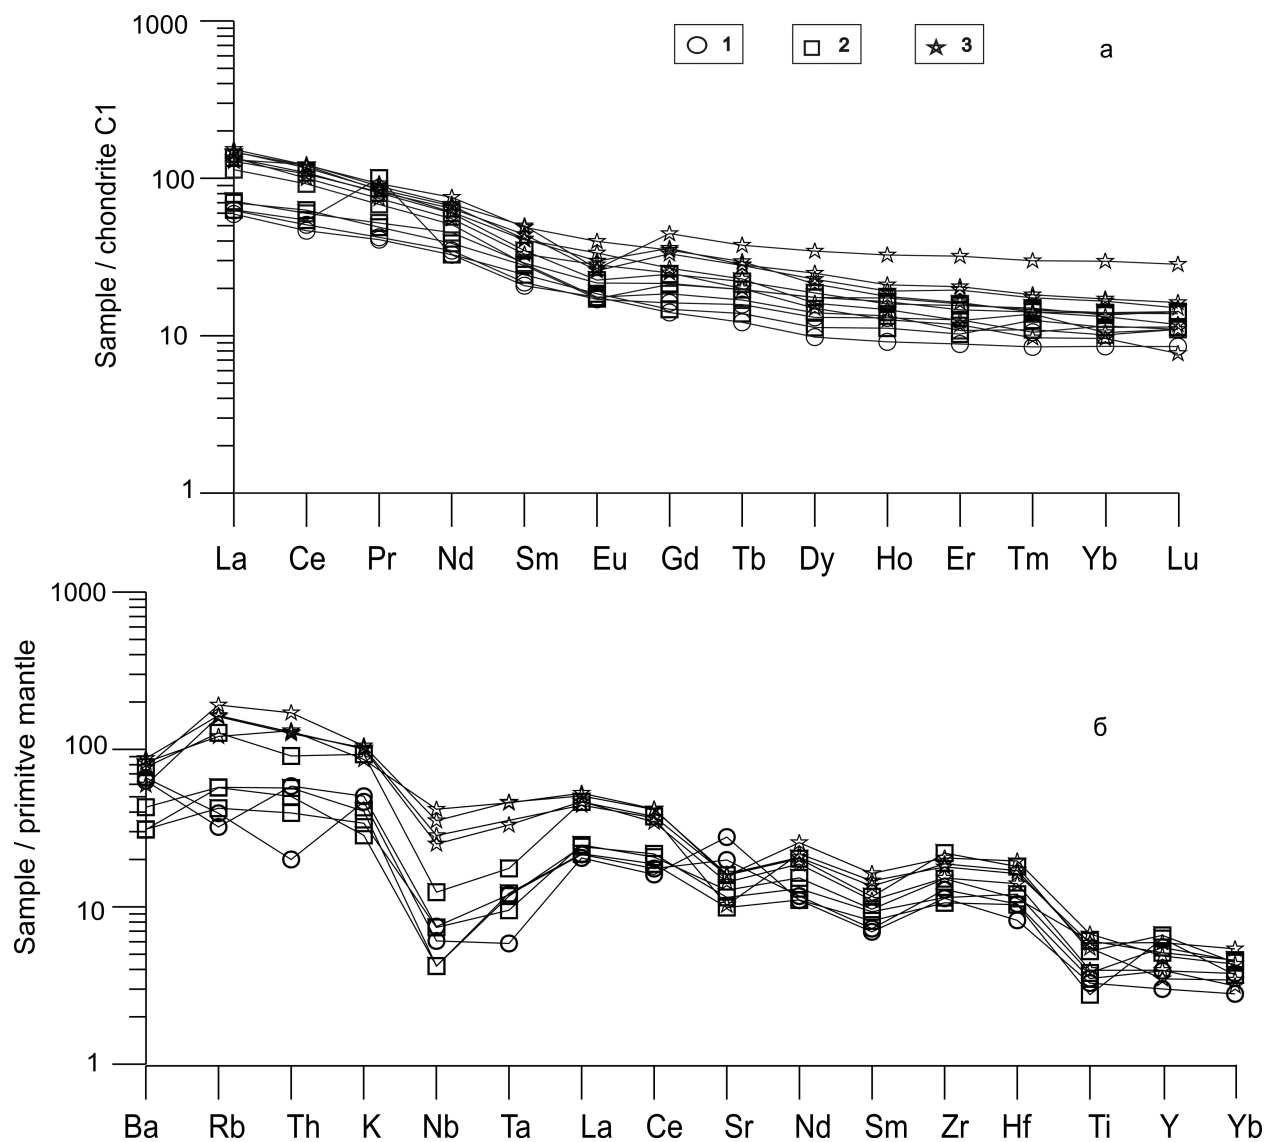 1000
1 2 3
а
100
10
1
Sample / chondrite C1
La Ce Pr Nd Sm Eu Gd Tb Dy Ho Er Tm Yb Lu
1000
б
100
10
1
Sample / primitve mantle
Ba Rb Th K Nb Ta La Ce Sr Nd Sm Zr Hf Ti Y Yb